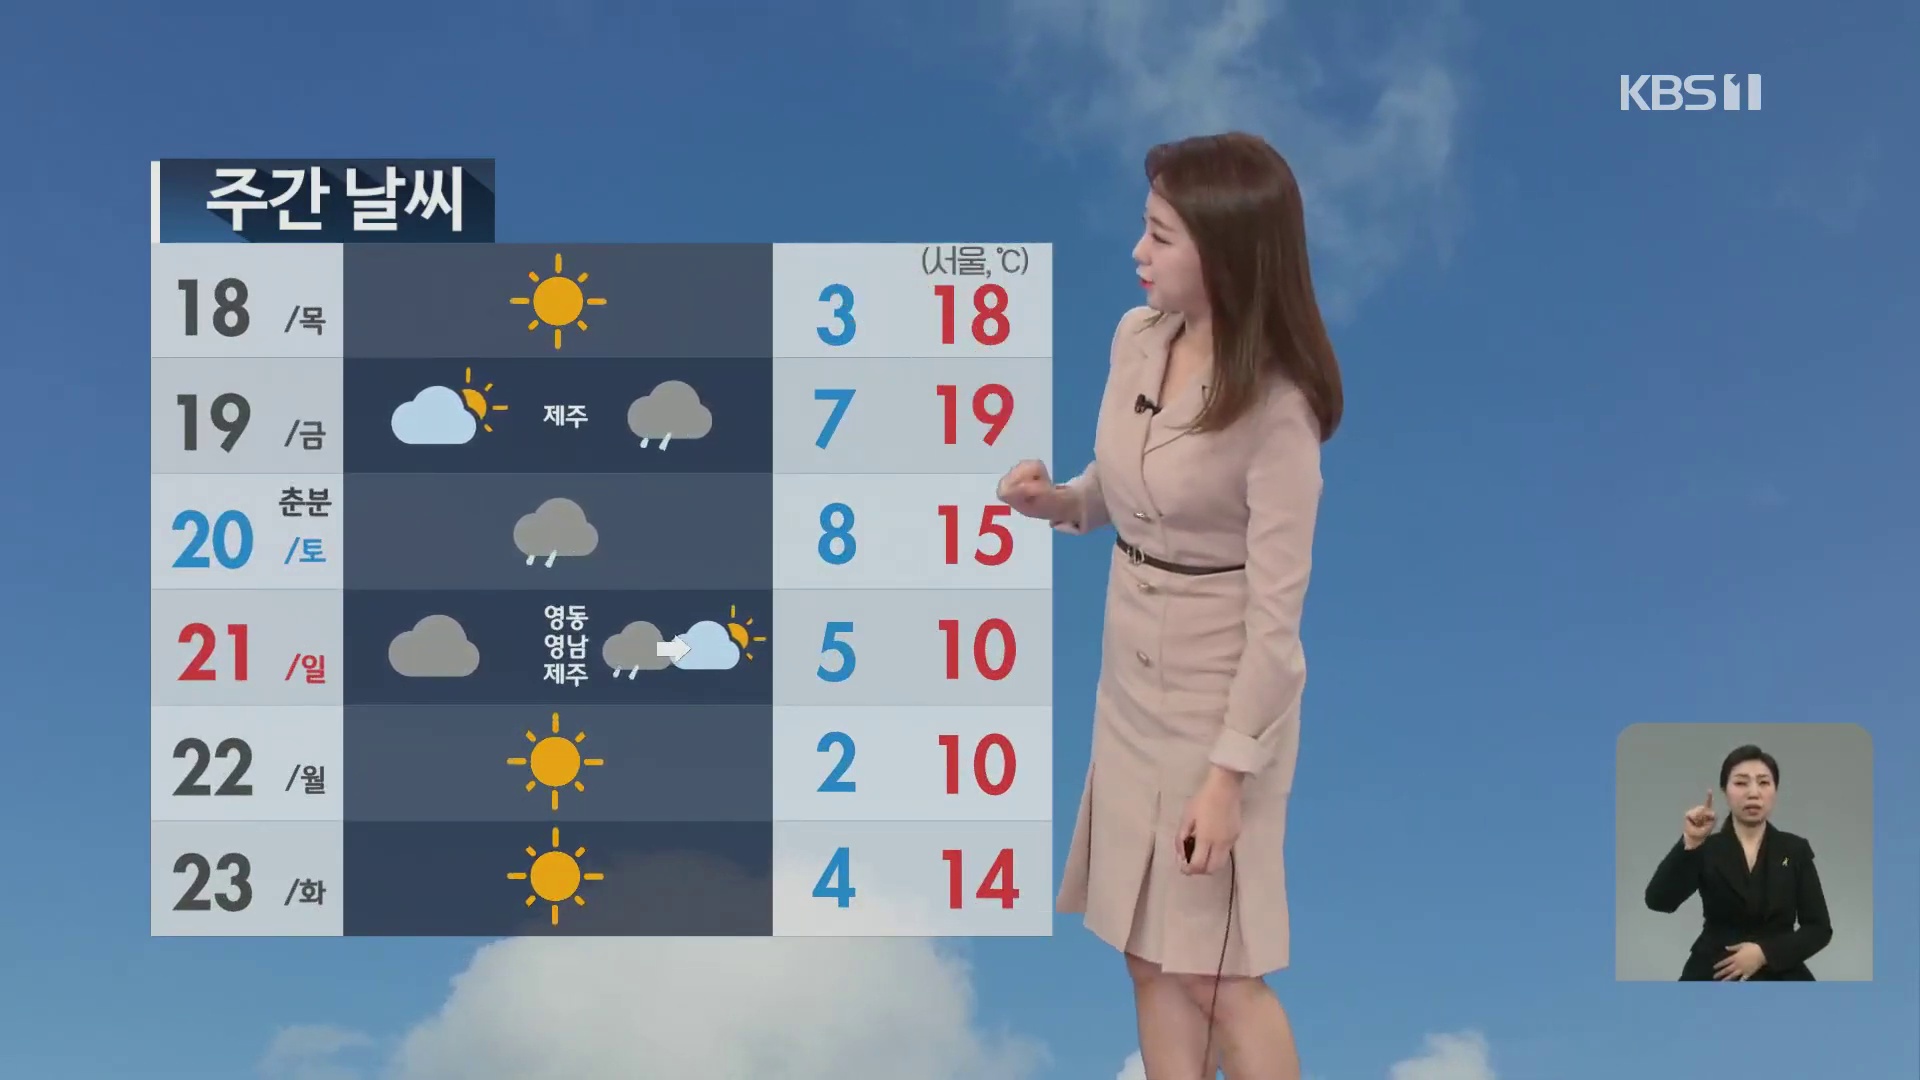 KBS 1
주간 날씨
(서울,℃)
18 /목 3 18
19 /금 제주 7 19
춘분
20 /토 8 15
영동
21 /일 영남 5 10
제주
22 /월 2 10
23 /화 4 14